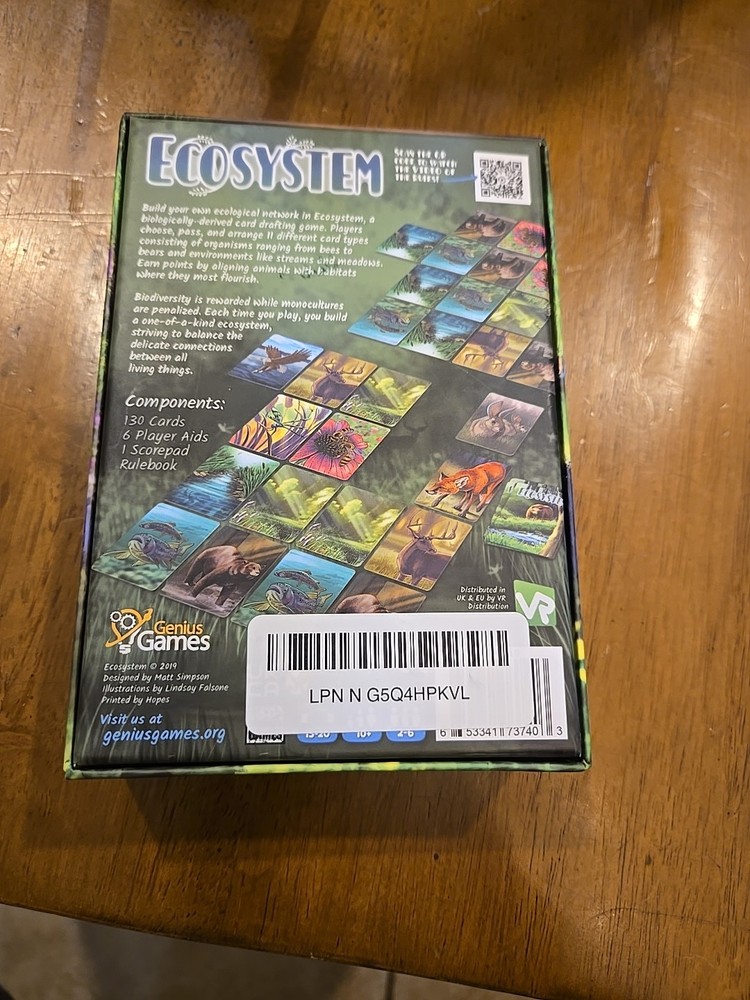 ECOSYSTEM
SCAN THE QR
CODE TO WATCH
THE VIDEO OF
THE RULES!
Build your own ecological network in Ecosystem, a
biologically-derived card drafting game. Players
choose, pass, and arrange 11 different card types
consisting of organisms ranging from bees to
bears and environments like streams and meadows.
Earn points by aligning animals with habitats
where they most flourish.
Biodiversity is rewarded while monocultures
are penalized. Each time you play, you build
a one-of-a-kind ecosystem,
striving to balance the
delicate connections
between all
living things.
Components:
130 Cards
6 Player Aids
1 Scorepad
Rulebook
ECOSYSTEM
Distributed in
UK & EU by VR
Distribution
VR
Genius
Games
Ecosystem © 2019
Designed by Matt Simpson
Illustrations by Lindsay Falsone
Printed by Hopes
Visit us at
geniusgames.org
LPN N G5Q4HPKVL
15-20 10+ 2-6
6 53341 73740 3